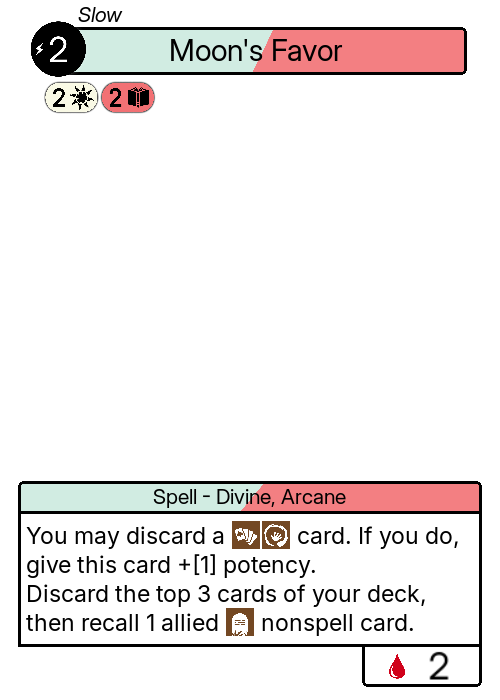 Slow
2 Moon's Favor
2 2
Spell - Divine, Arcane
You may discard a card. If you do,
give this card +[1] potency.
Discard the top 3 cards of your deck,
then recall 1 allied nonspell card.
2